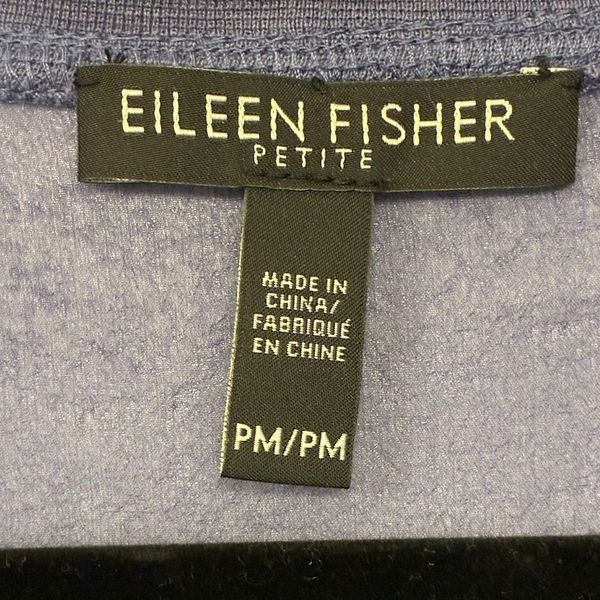 EILEEN FISHER
PETITE
MADE IN
CHINA/
FABRIQUÉ
EN CHINE
PM/PM